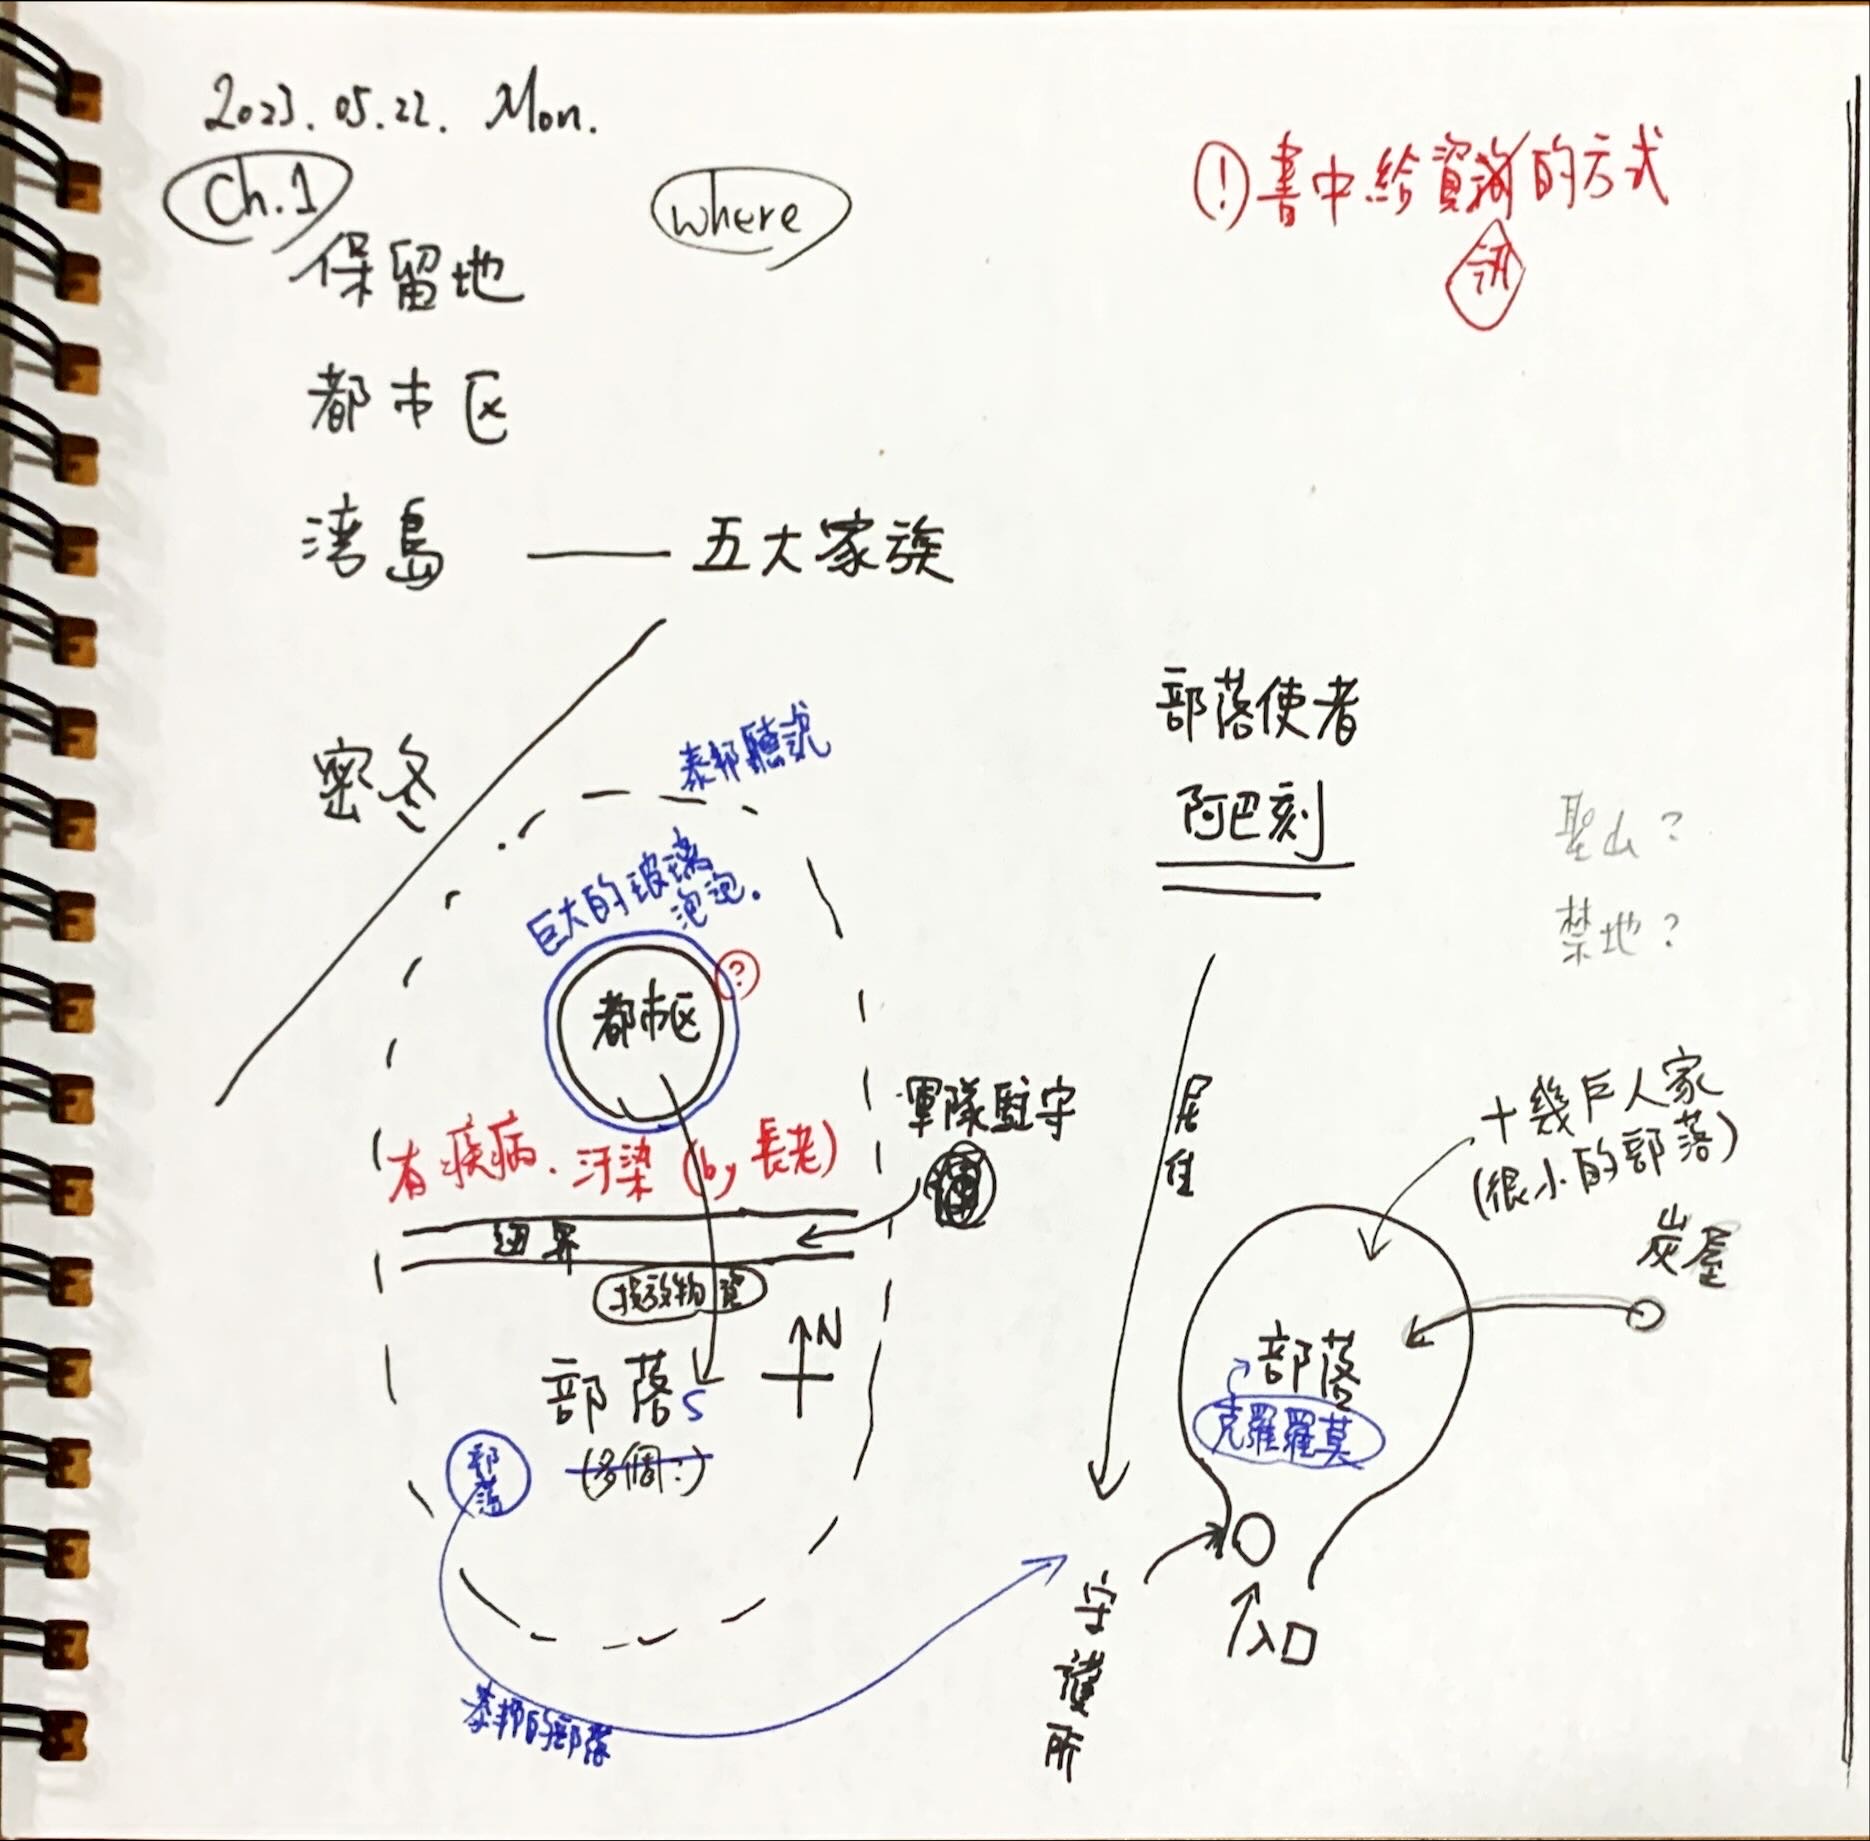 2023.05.22. Mon.
Ch.1
where
!書中給資的方式
訊
保留地
都市区
湾島 — 五大家族
密冬
泰邦聽說
巨大的玻璃
泡泡。
都市区
?
有疾病．汙染 (by 長老)
軍隊駐守
界
投放物資
N
部落s
(多個:)
部落
泰邦的部落
部落使者
阿巴刻
居住
守護所
聖山？
禁地？
十幾戶人家
(很小的部落)
炭屋
部落
克羅羅莫
入口